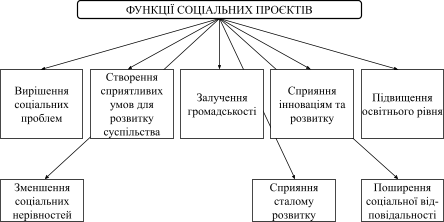 ФУНКЦІЇ СОЦІАЛЬНИХ ПРОЄКТІВ
Вирішення
соціальних
проблем
Створення
сприятливих
умов для
розвитку
суспільства
Залучення
громадськості
Сприяння
інноваціям та
розвитку
Підвищення
освітнього рівня
Зменшення
соціальних
нерівностей
Сприяння
сталому
розвитку
Поширення
соціальної від-
повідальності